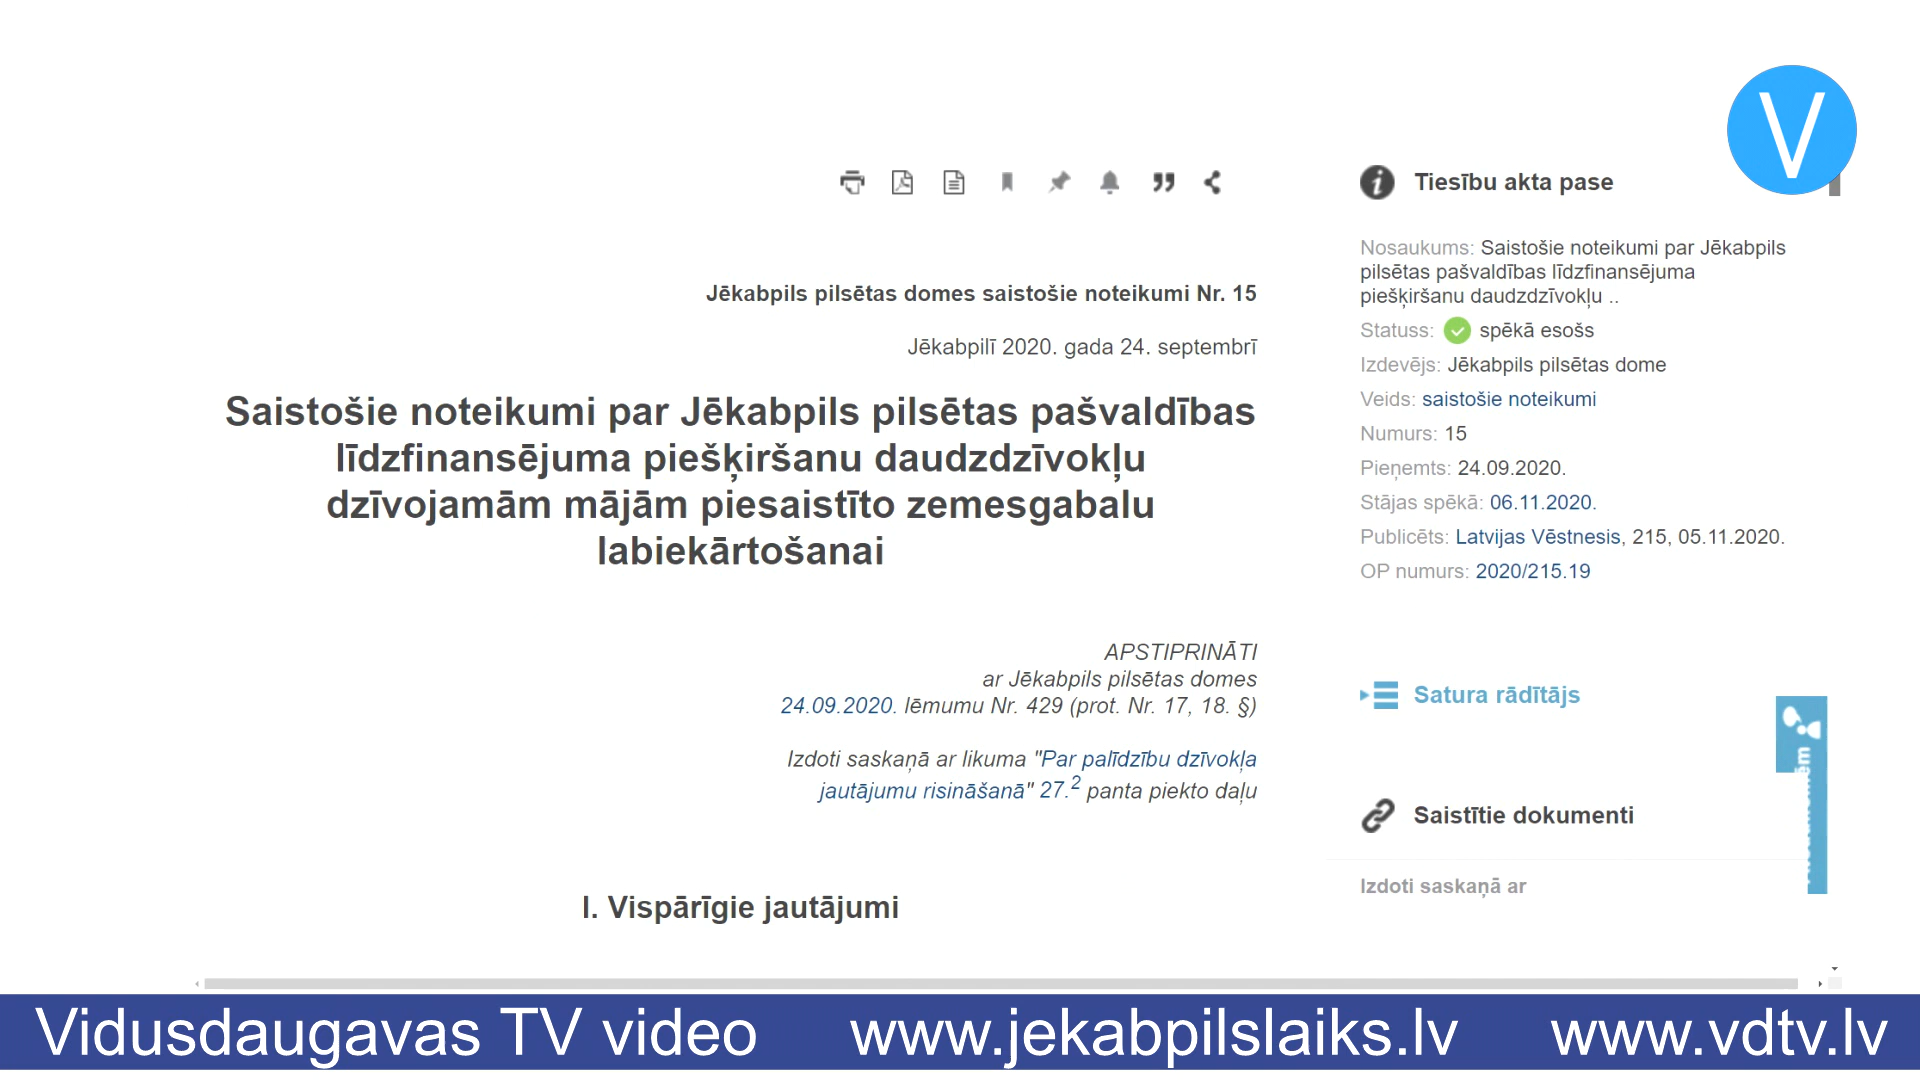 V
Jēkabpils pilsētas domes saistošie noteikumi Nr. 15
Jēkabpilī 2020. gada 24. septembrī
Saistošie noteikumi par Jēkabpils pilsētas pašvaldības
līdzfinansējuma piešķiršanu daudzdzīvokļu
dzīvojamām mājām piesaistīto zemesgabalu
labiekārtošanai
APSTIPRINĀTI
ar Jēkabpils pilsētas domes
24.09.2020. lēmumu Nr. 429 (prot. Nr. 17, 18. §)
Izdoti saskaņā ar likuma "Par palīdzību dzīvokļa
jautājumu risināšanā" 27.² panta piekto daļu
I. Vispārīgie jautājumi
Tiesību akta pase
Nosaukums: Saistošie noteikumi par Jēkabpils
pilsētas pašvaldības līdzfinansējuma
piešķiršanu daudzdzīvokļu ..
Statuss: spēkā esošs
Izdevējs: Jēkabpils pilsētas dome
Veids: saistošie noteikumi
Numurs: 15
Pieņemts: 24.09.2020.
Stājas spēkā: 06.11.2020.
Publicēts: Latvijas Vēstnesis, 215, 05.11.2020.
OP numurs: 2020/215.19
Satura rādītājs
Saistītie dokumenti
Izdoti saskaņā ar
Vidusdaugavas TV video www.jekabpilslaiks.lv www.vdtv.lv